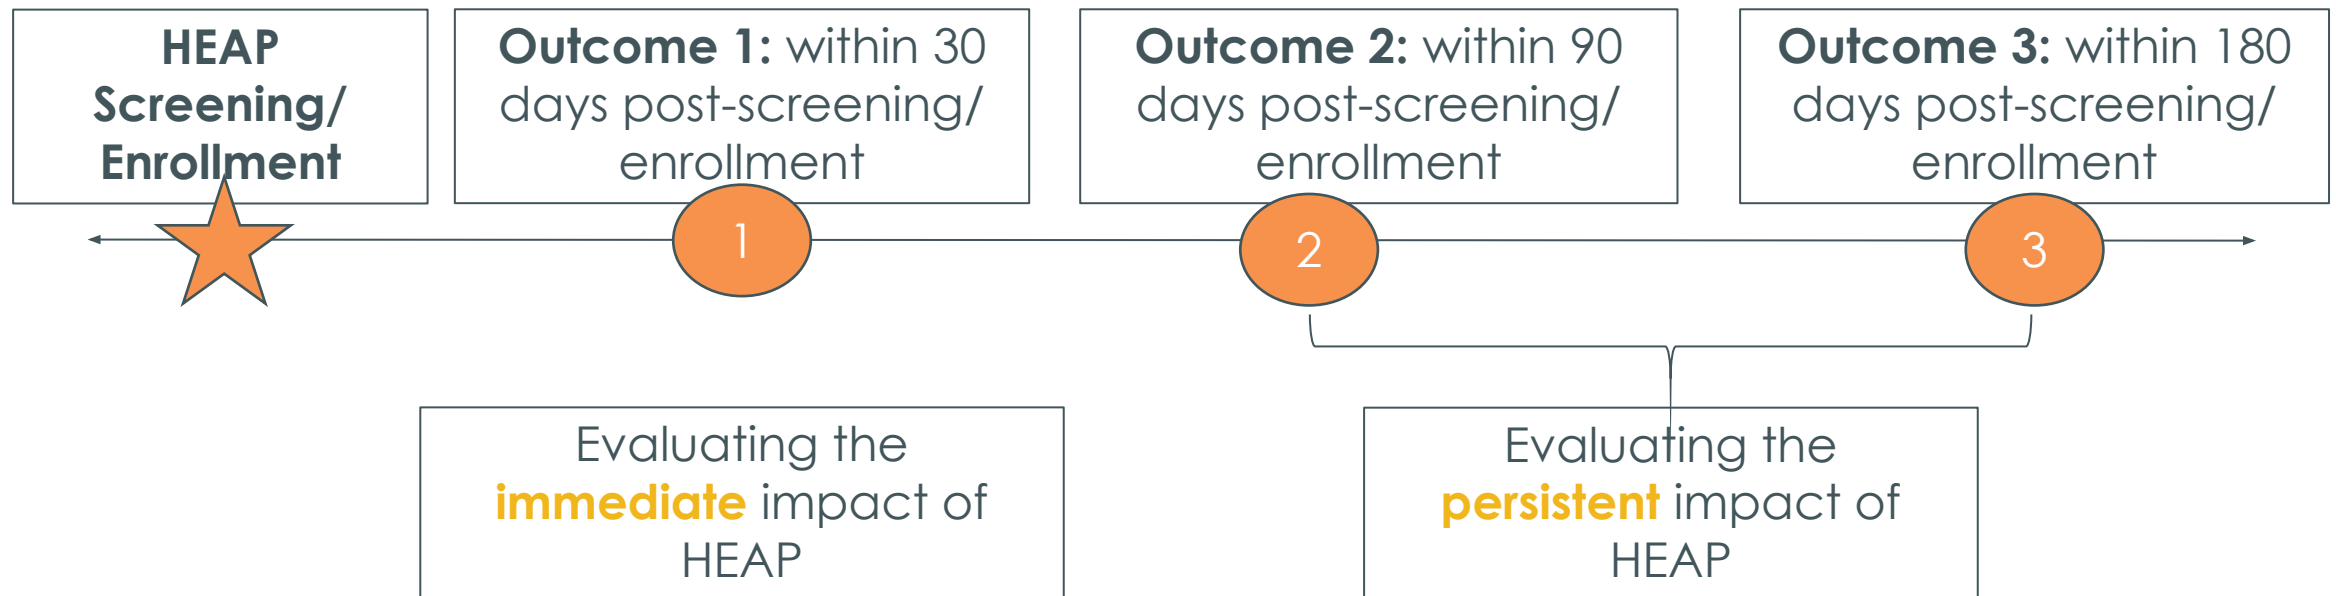 HEAP
Screening/
Enrollment
Outcome 1: within 30
days post-screening/
enrollment
Outcome 2: within 90
days post-screening/
enrollment
Outcome 3: within 180
days post-screening/
enrollment
1
2
3
Evaluating the
immediate impact of
HEAP
Evaluating the
persistent impact of
HEAP